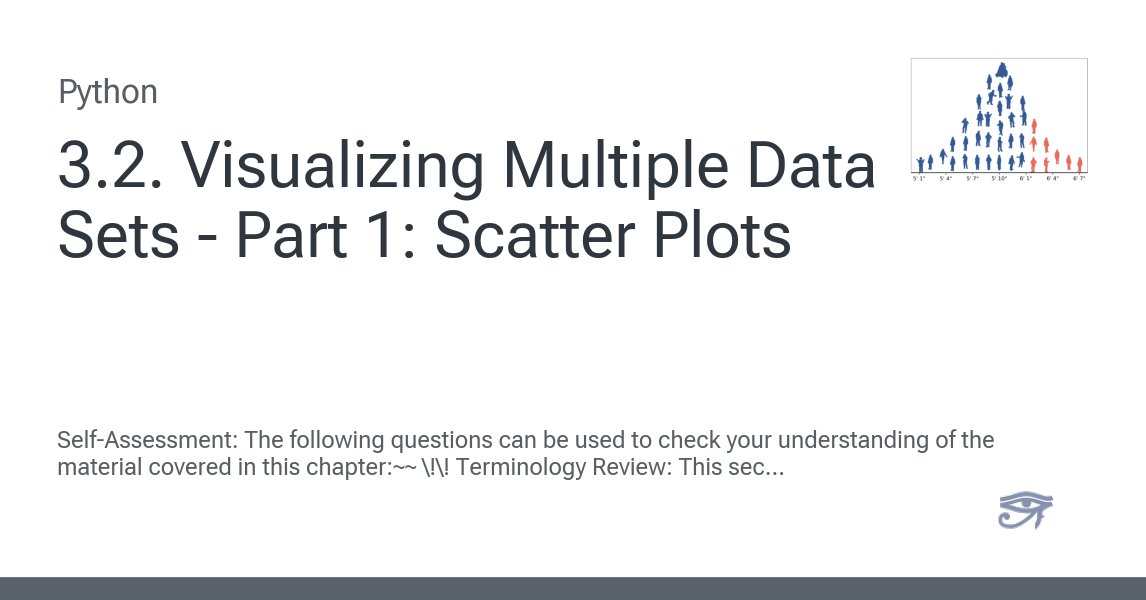 Python
3.2. Visualizing Multiple Data
Sets - Part 1: Scatter Plots
5' 1" 5' 4" 5' 7" 5' 10" 6' 1" 6' 4" 6' 7"
Self-Assessment: The following questions can be used to check your understanding of the
material covered in this chapter:~~ \!\! Terminology Review: This sec...